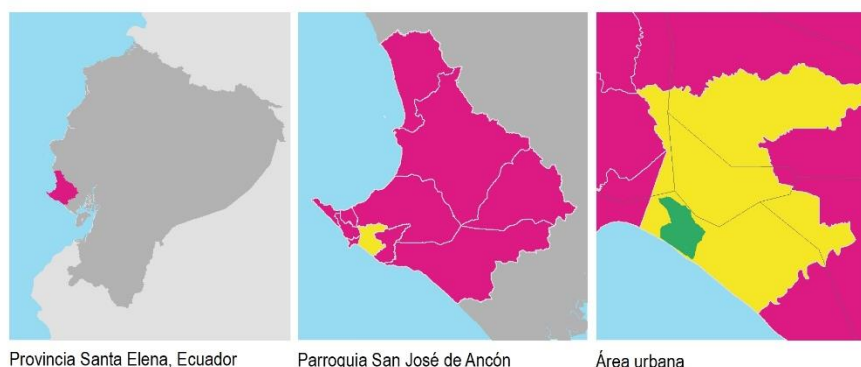 Provincia Santa Elena, Ecuador
Parroquia San José de Ancón
Área urbana